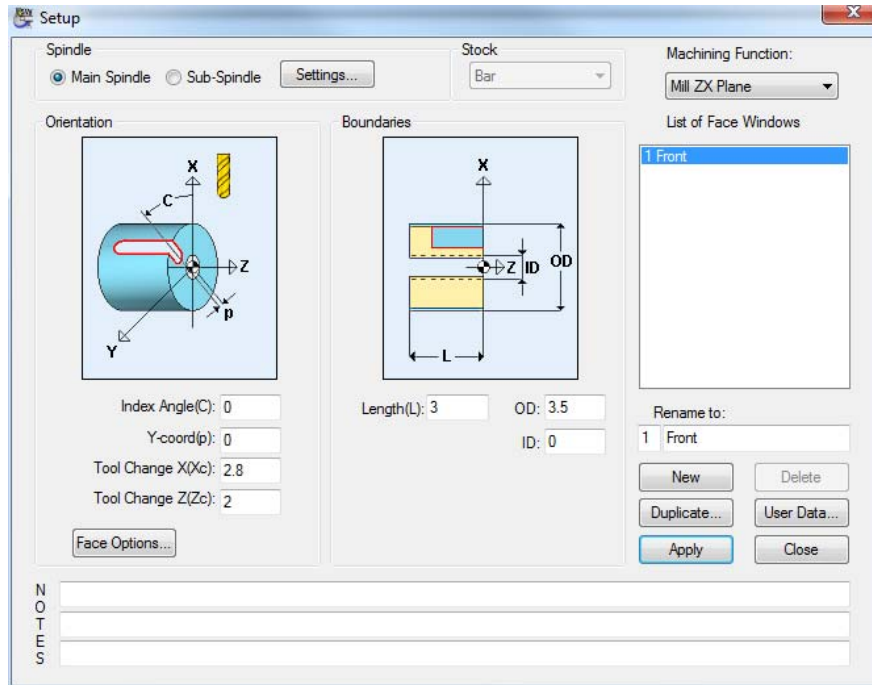 Setup
Spindle
Main Spindle
Sub-Spindle
Settings...
Stock
Bar
Machining Function:
Mill ZX Plane
Orientation
X
C
Z
p
Y
Index Angle(C): 0
Y-coord(p): 0
Tool Change X(Xc): 2.8
Tool Change Z(Zc): 2
Face Options...
Boundaries
X
Z
ID
OD
L
Length(L): 3
OD: 3.5
ID: 0
List of Face Windows
1 Front
Rename to:
1 Front
New
Delete
Duplicate...
User Data...
Apply
Close
NOTES